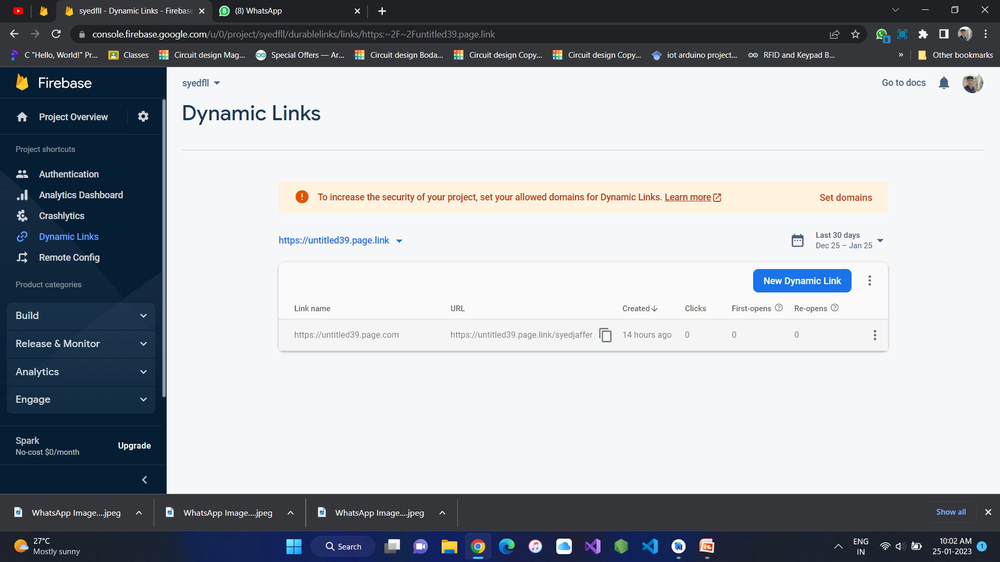 syedfll - Dynamic Links - Firebase
(8) WhatsApp
console.firebase.google.com/u/0/project/syedfll/durablelinks/links/https:~2F~2Funtitled39.page.link
8
C "Hello, World!" Pr...
Classes
Circuit design Mag...
Special Offers — Ar...
Circuit design Boda...
Circuit design Copy...
Circuit design Copy...
iot arduino project...
RFID and Keypad B...
»
Other bookmarks
Firebase
syedfll
Go to docs
Project Overview
Dynamic Links
Project shortcuts
Authentication
Analytics Dashboard
Crashlytics
Dynamic Links
Remote Config
Product categories
Build
Release & Monitor
Analytics
Engage
Spark
No-cost $0/month
Upgrade
To increase the security of your project, set your allowed domains for Dynamic Links. Learn more
Set domains
https://untitled39.page.link
Last 30 days
Dec 25 – Jan 25
New Dynamic Link
Link name URL Created Clicks First-opens Re-opens
https://untitled39.page.com https://untitled39.page.link/syedjaffer 14 hours ago 0 0 0
WhatsApp Image....jpeg
WhatsApp Image....jpeg
WhatsApp Image....jpeg
Show all
27°C
Mostly sunny
Search
ENG
IN
10:02 AM
25-01-2023
1